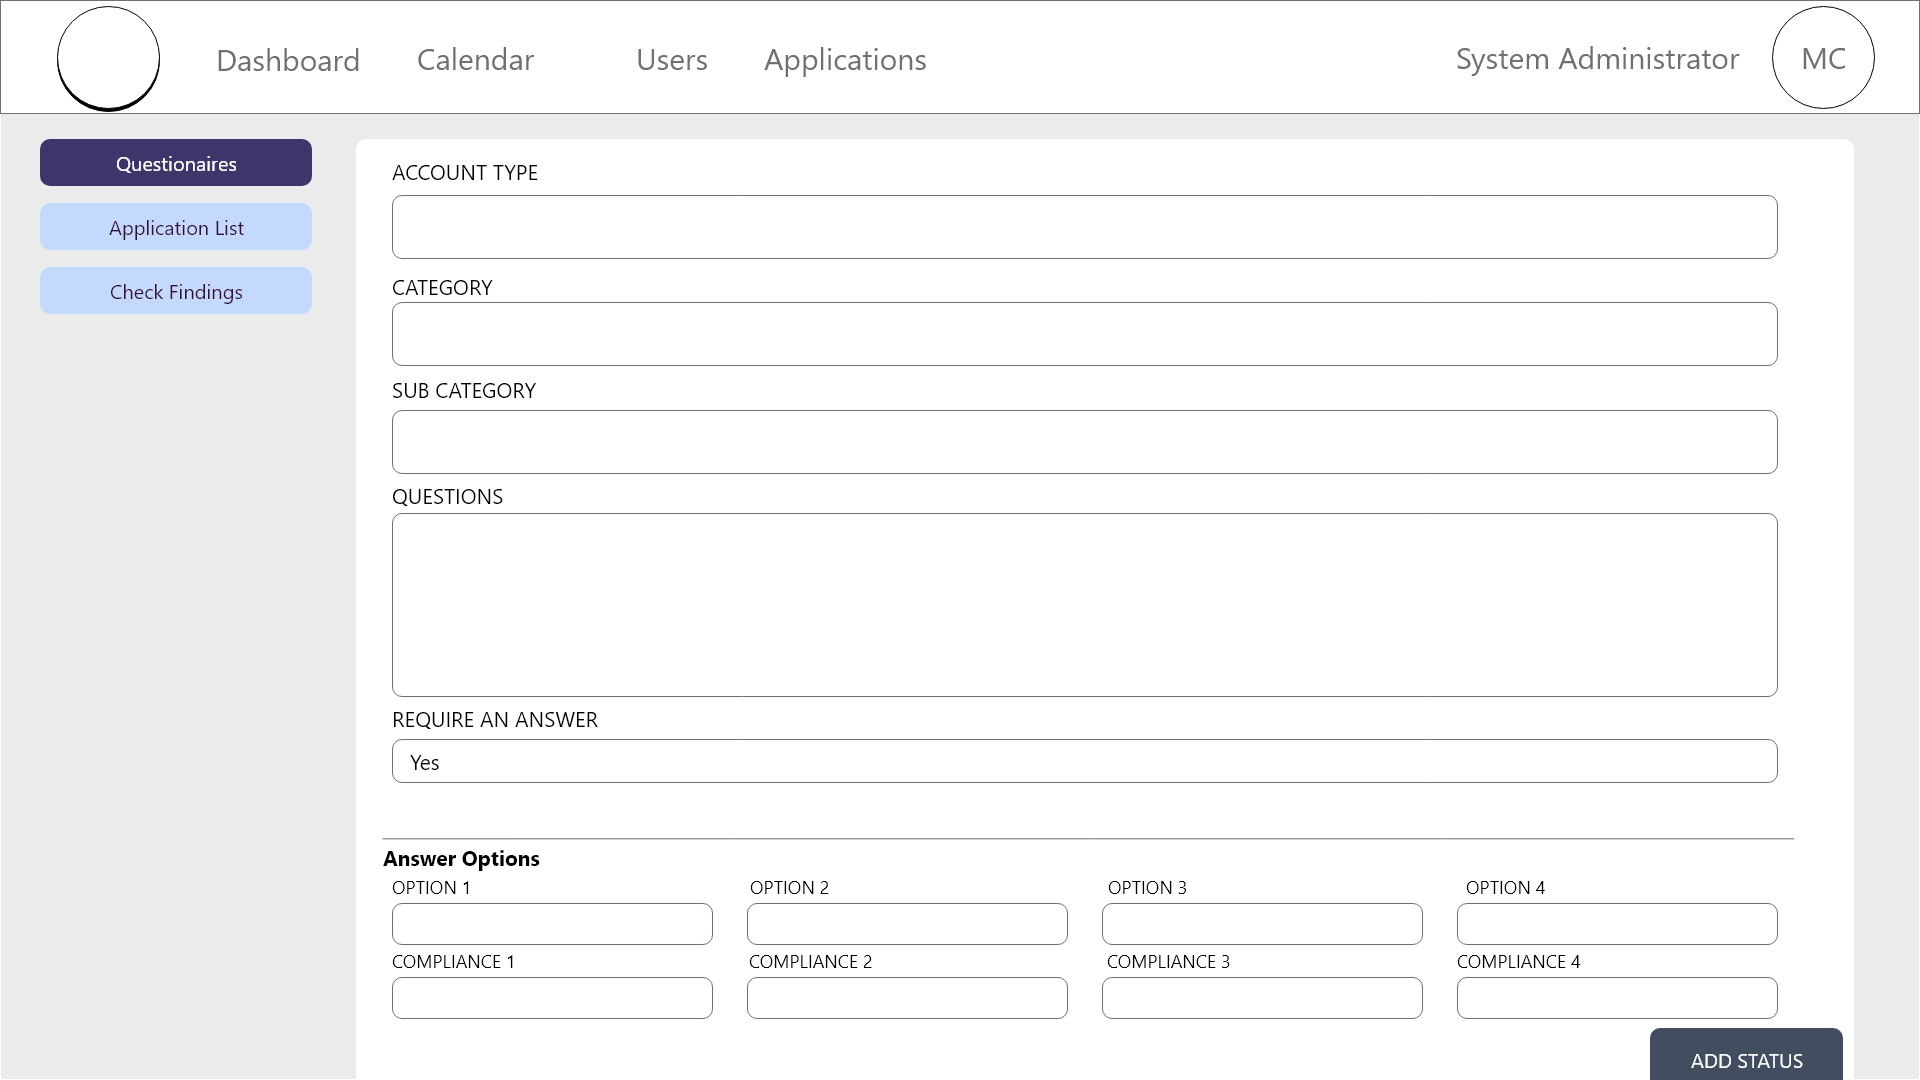 Dashboard Calendar Users Applications System Administrator MC
Questionaires
Application List
Check Findings
ACCOUNT TYPE
CATEGORY
SUB CATEGORY
QUESTIONS
REQUIRE AN ANSWER
Yes
Answer Options
OPTION 1 OPTION 2 OPTION 3 OPTION 4
COMPLIANCE 1 COMPLIANCE 2 COMPLIANCE 3 COMPLIANCE 4
ADD STATUS